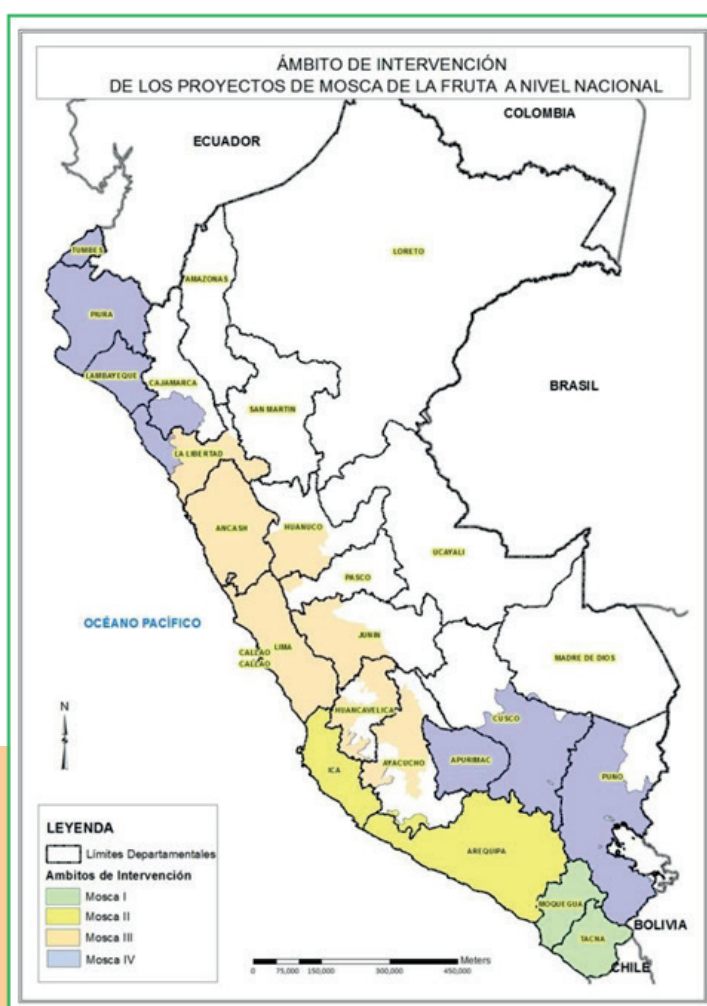 ÁMBITO DE INTERVENCIÓN
DE LOS PROYECTOS DE MOSCA DE LA FRUTA A NIVEL NACIONAL
COLOMBIA
ECUADOR
TUMBES
LORETO
AMAZONAS
PIURA
LAMBAYEQUE
CAJAMARCA
BRASIL
SAN MARTIN
LA LIBERTAD
ANCASH
HUANUCO
UCAYALI
PASCO
OCÉANO PACÍFICO
LIMA
JUNIN
CALLAO
CALLAO
MADRE DE DIOS
N
HUANCAVELICA
CUSCO
ICA
AYACUCHO
APURIMAC
PUNO
AREQUIPA
MOQUEGUA
TACNA
BOLIVIA
CHILE
LEYENDA
Límites Departamentales
Ambitos de Intervención
Mosca I
Mosca II
Mosca III
Mosca IV
Meters
0 75,000 150,000 300,000 450,000